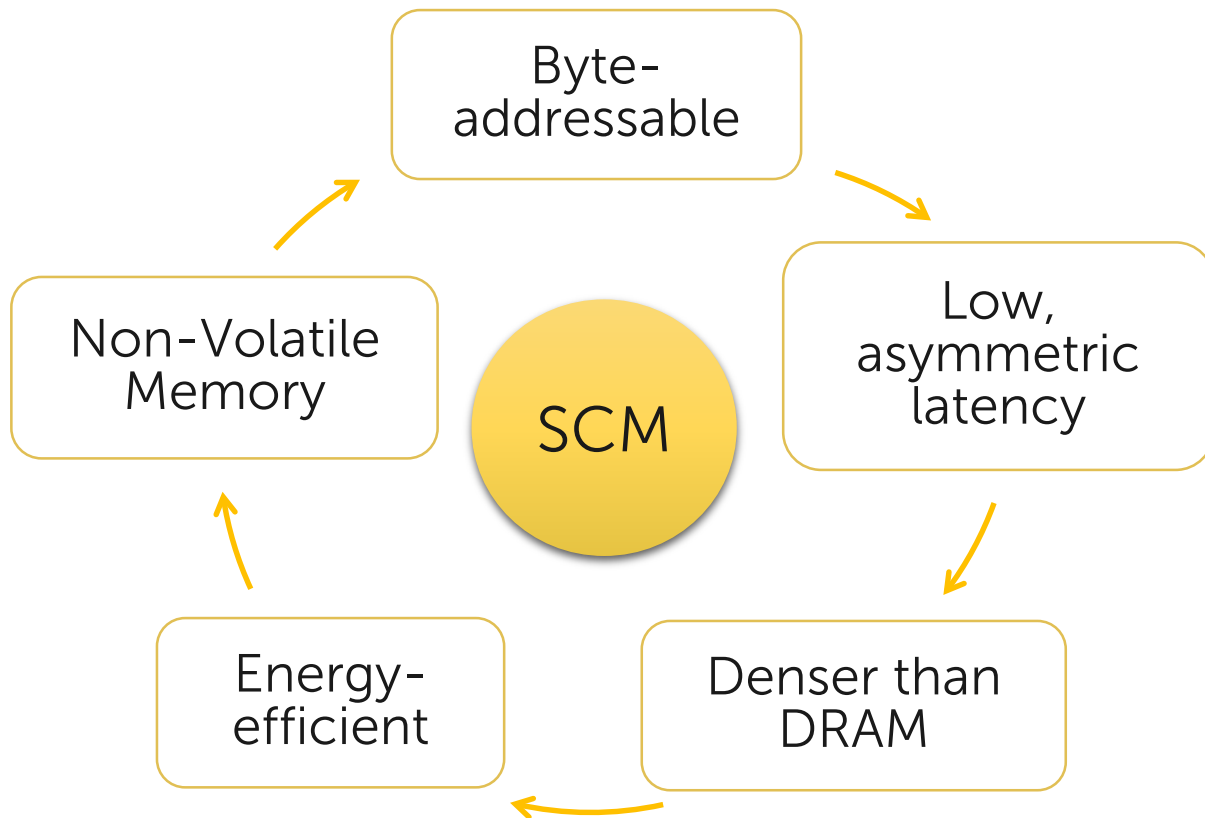 Byte-
addressable
Low,
asymmetric
latency
Denser than
DRAM
Energy-
efficient
Non-Volatile
Memory
SCM